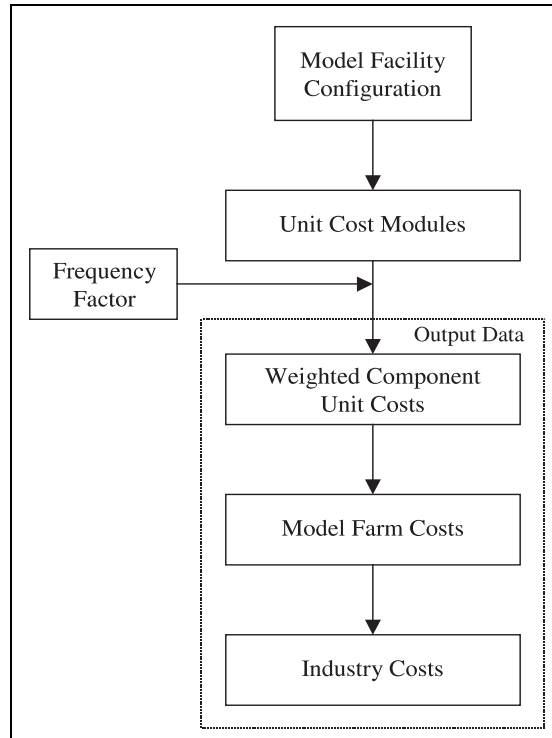 Model Facility
Configuration
Unit Cost Modules
Frequency
Factor
Output Data
Weighted Component
Unit Costs
Model Farm Costs
Industry Costs